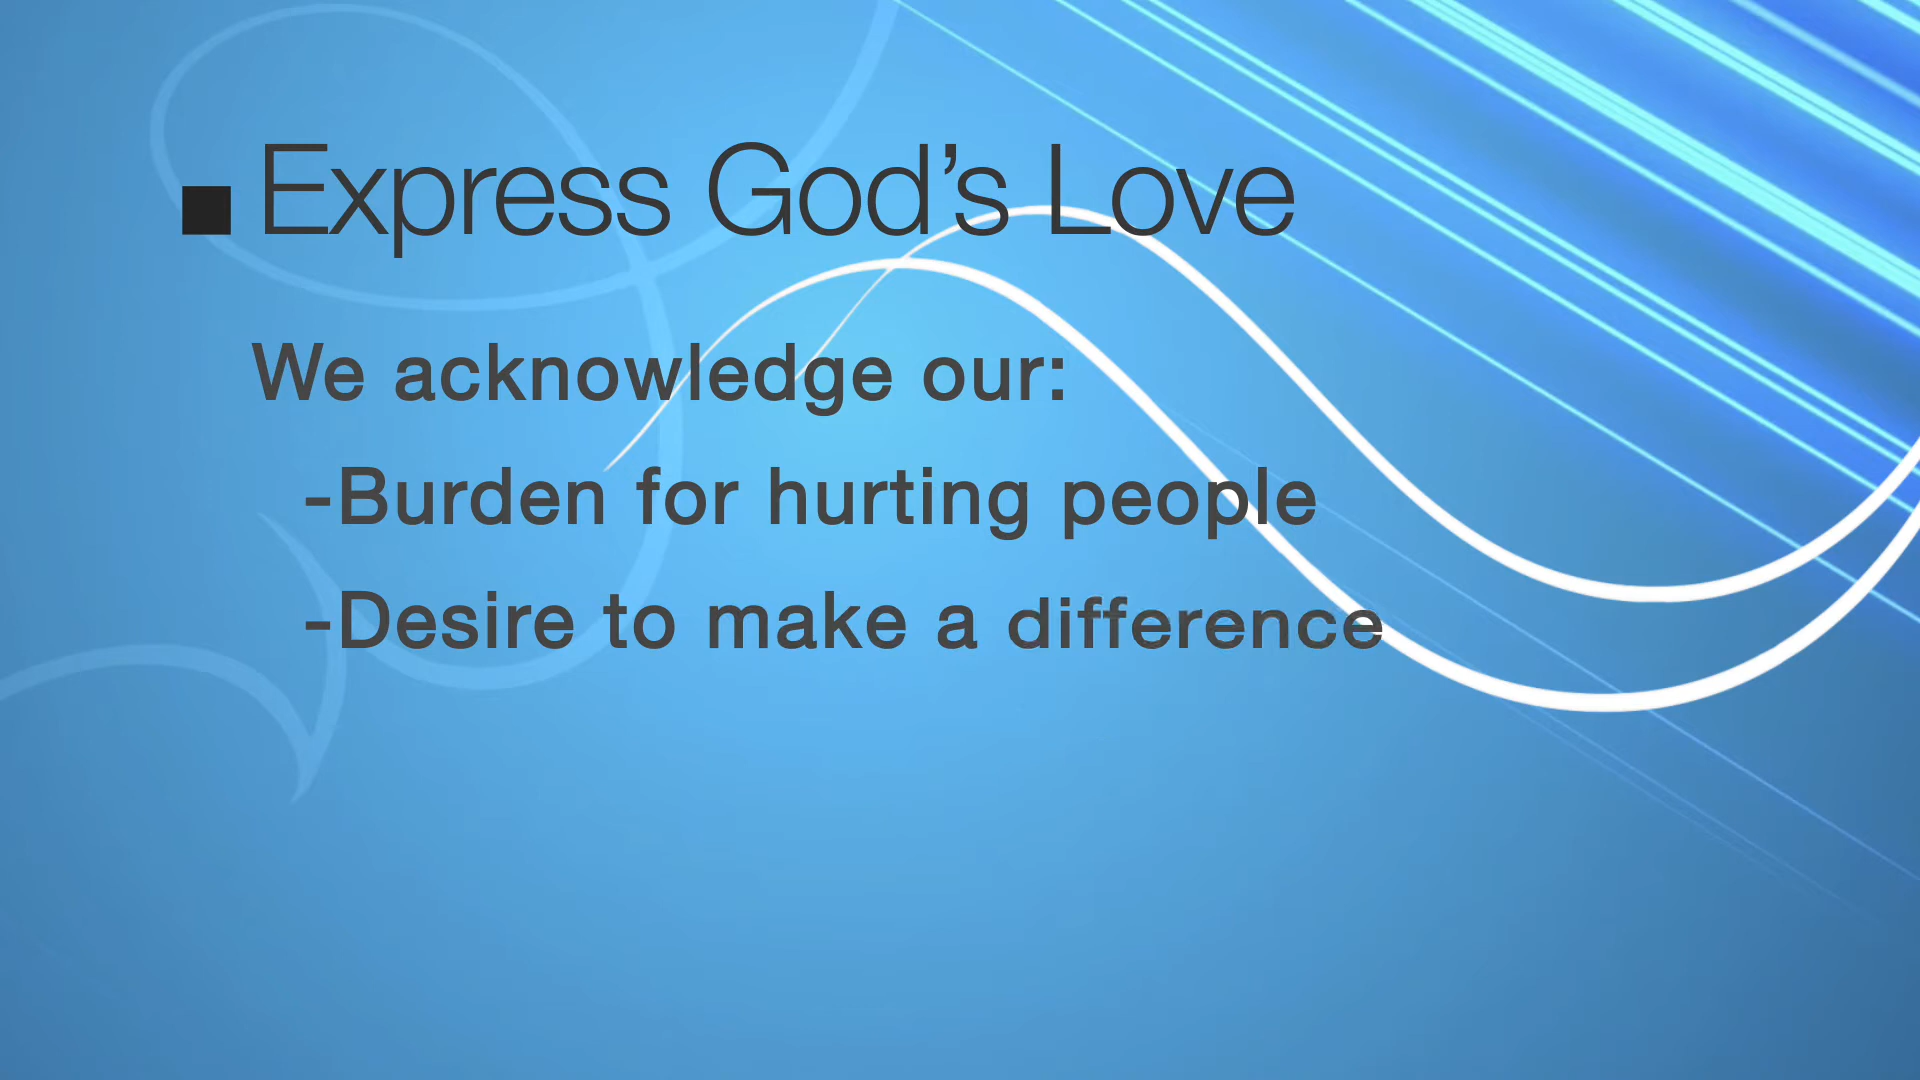 ▪Express God’s Love
We acknowledge our:
-Burden for hurting people
-Desire to make a difference